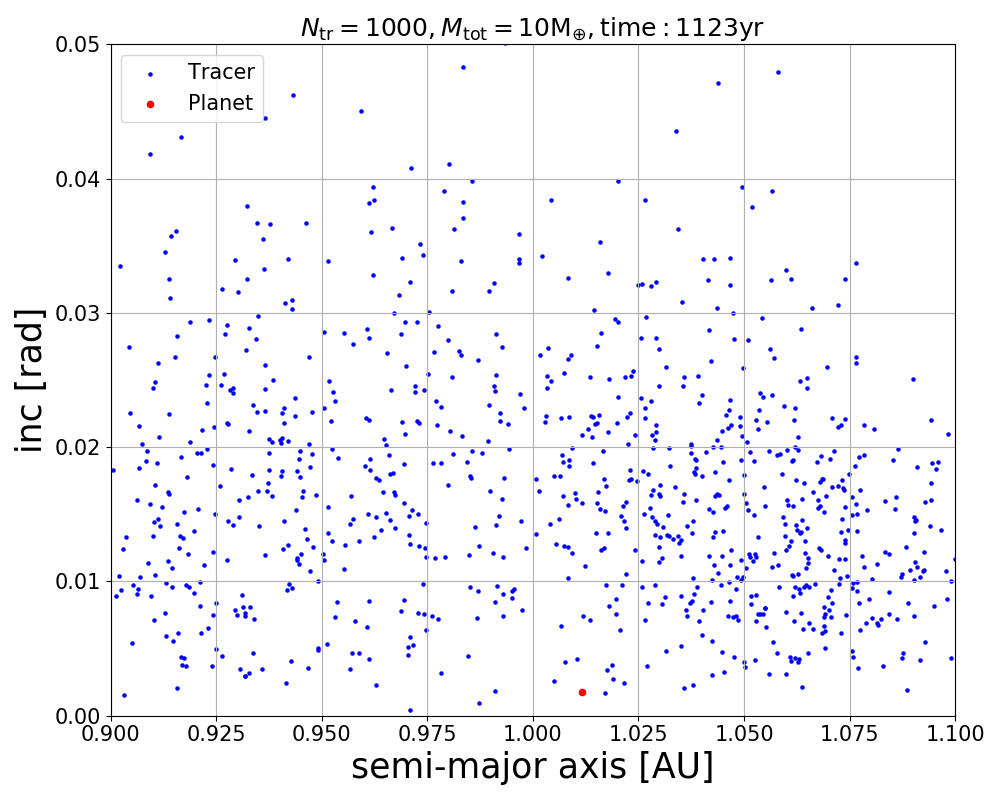 N_tr = 1000, M_tot = 10M_⊕, time : 1123yr
Tracer
Planet
0.05
0.04
0.03
0.02
0.01
0.00
inc [rad]
0.900 0.925 0.950 0.975 1.000 1.025 1.050 1.075 1.100
semi-major axis [AU]